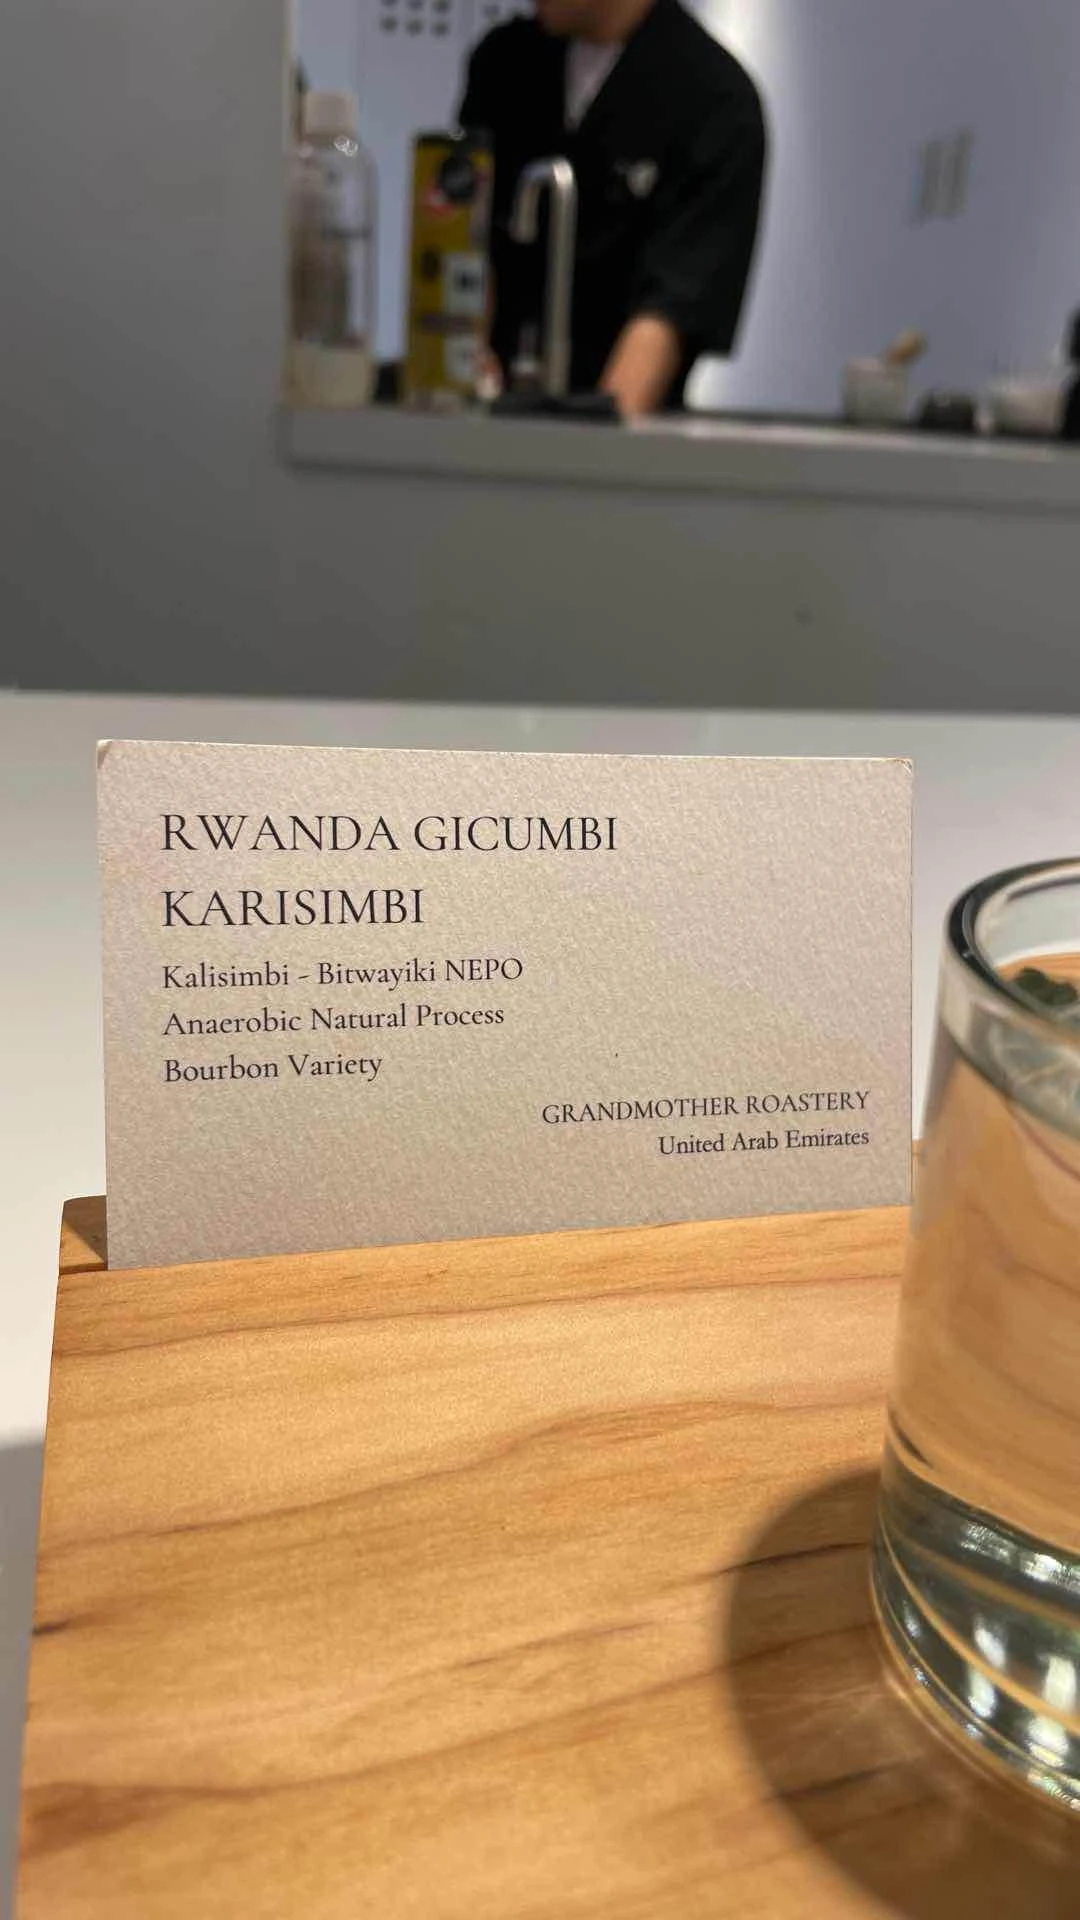 RWANDA GICUMBI
KARISIMBI
Kalisimbi - Bitwayiki NEPO
Anaerobic Natural Process
Bourbon Variety
GRANDMOTHER ROASTERY
United Arab Emirates